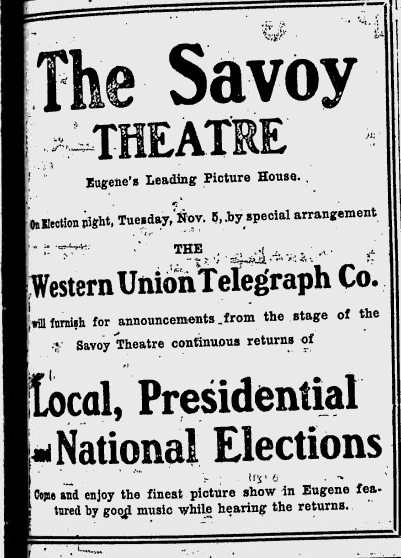 The Savoy
THEATRE
Eugene's Leading Picture House.
On Election night, Tuesday, Nov. 5, by special arrangement
THE
Western Union Telegraph Co.
will furnish for announcements from the stage of the
Savoy Theatre continuous returns of
Local, Presidential
and National Elections
Come and enjoy the finest picture show in Eugene fea-
tured by good music while hearing the returns.